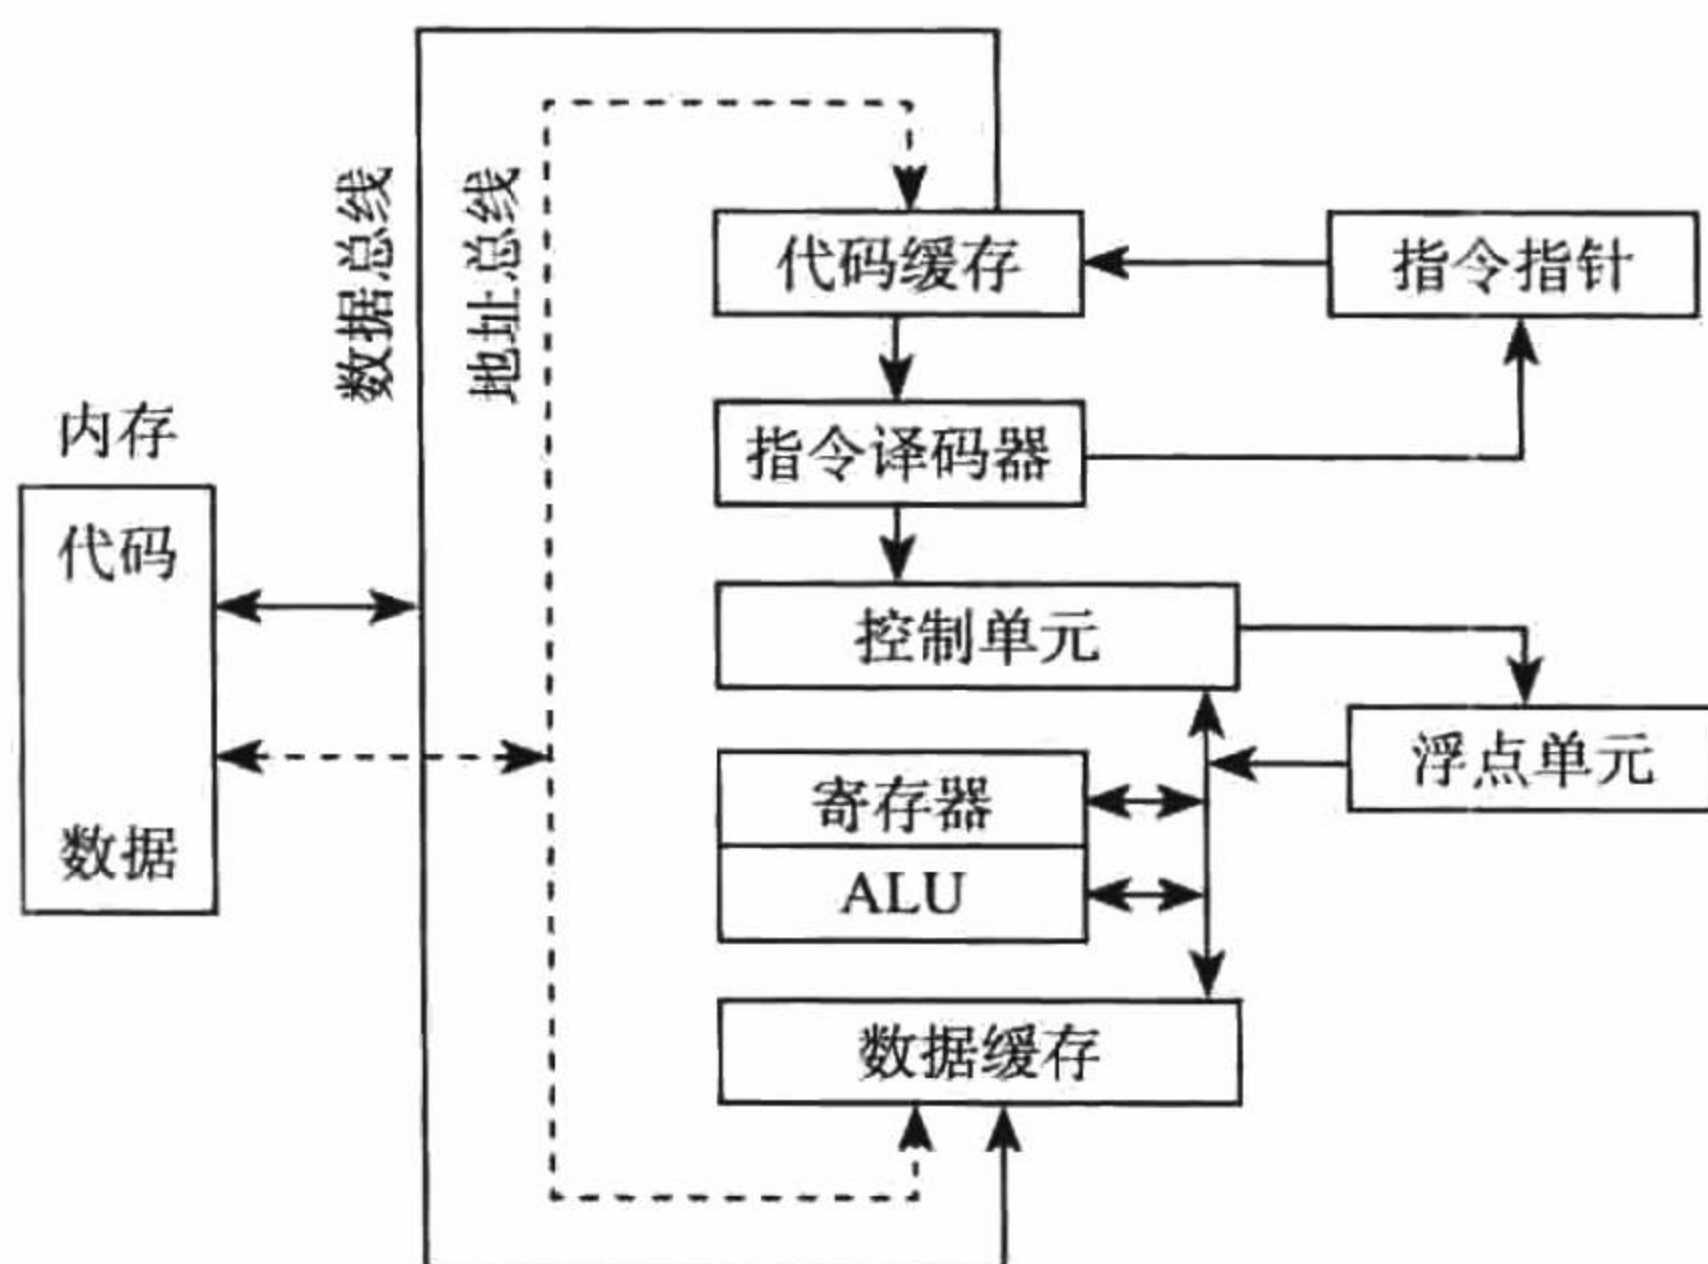 数据总线
地址总线
代码缓存
指令指针
内存
指令译码器
代码
控制单元
浮点单元
寄存器
数据
ALU
数据缓存